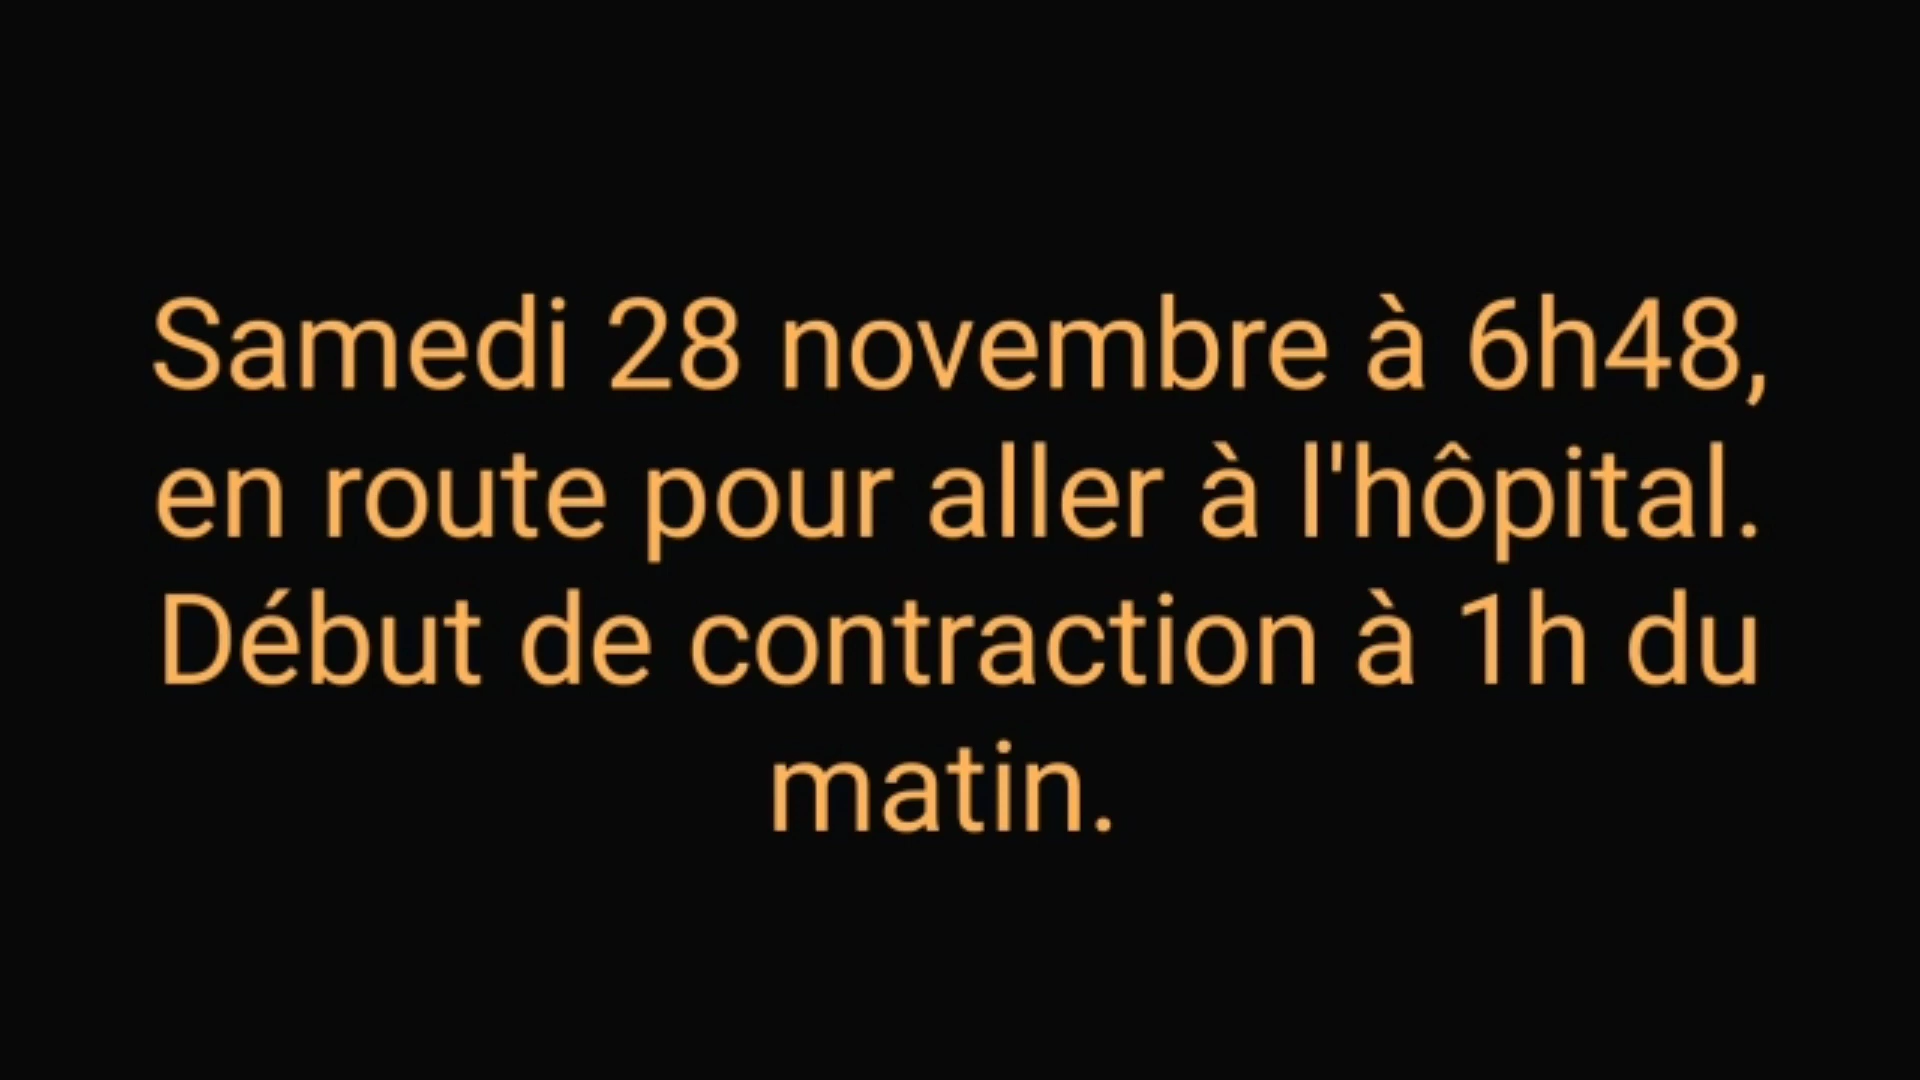 Samedi 28 novembre à 6h48,
en route pour aller à l'hôpital.
Début de contraction à 1h du
matin.